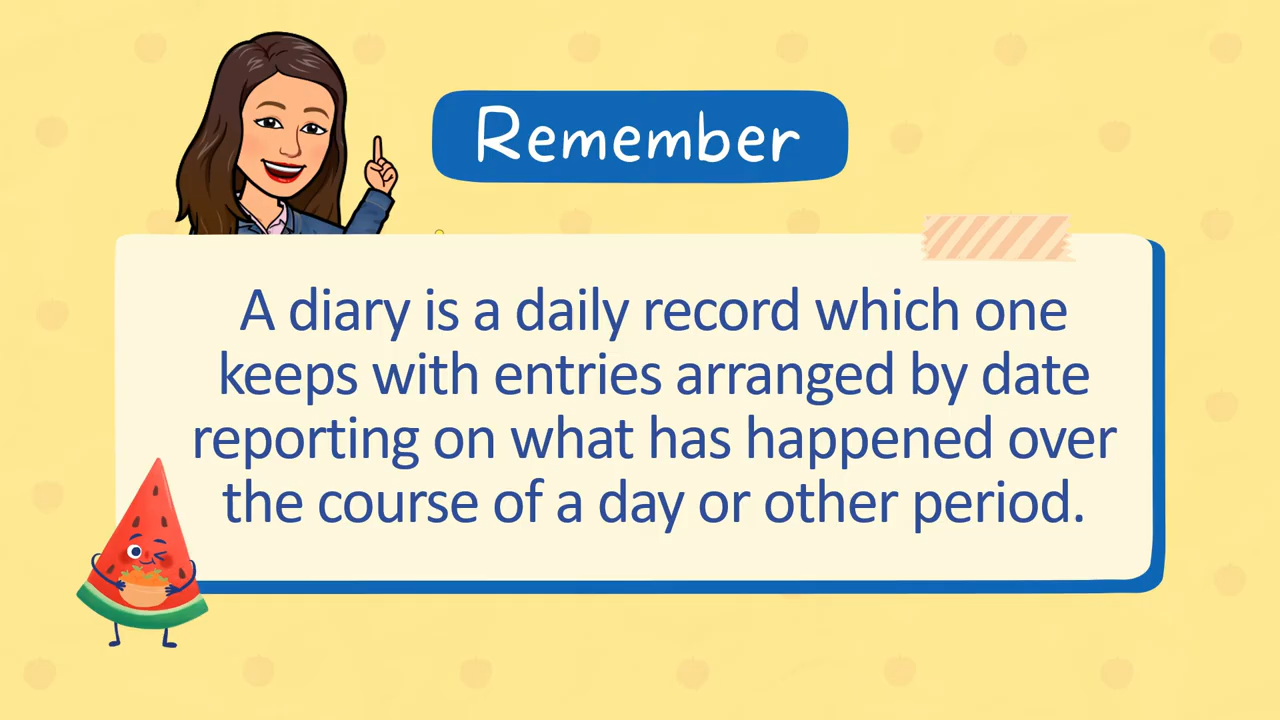 Remember
A diary is a daily record which one
keeps with entries arranged by date
reporting on what has happened over
the course of a day or other period.